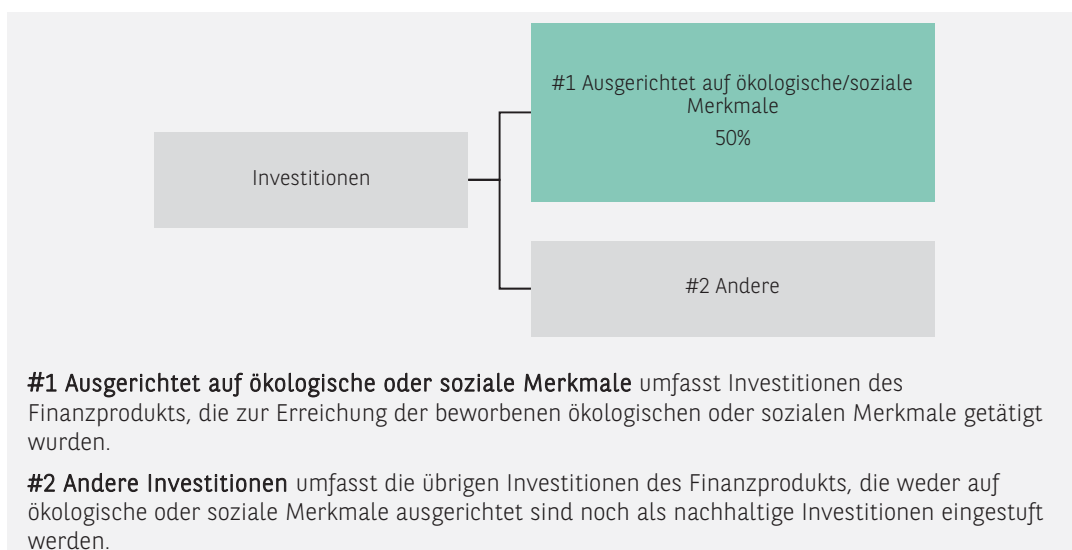 #1 Ausgerichtet auf ökologische/soziale
Merkmale
50%
Investitionen
#2 Andere
#1 Ausgerichtet auf ökologische oder soziale Merkmale umfasst Investitionen des
Finanzprodukts, die zur Erreichung der beworbenen ökologischen oder sozialen Merkmale getätigt
wurden.
#2 Andere Investitionen umfasst die übrigen Investitionen des Finanzprodukts, die weder auf
ökologische oder soziale Merkmale ausgerichtet sind noch als nachhaltige Investitionen eingestuft
werden.